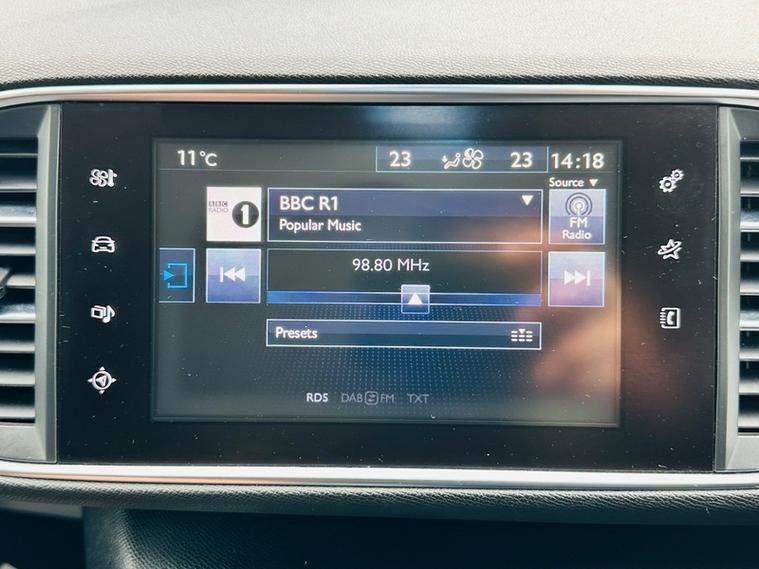 11°C
23
23
14:18
Source
BBC
RADIO
1
BBC R1
Popular Music
FM
Radio
98.80 MHz
Presets
RDS
DAB
FM
TXT